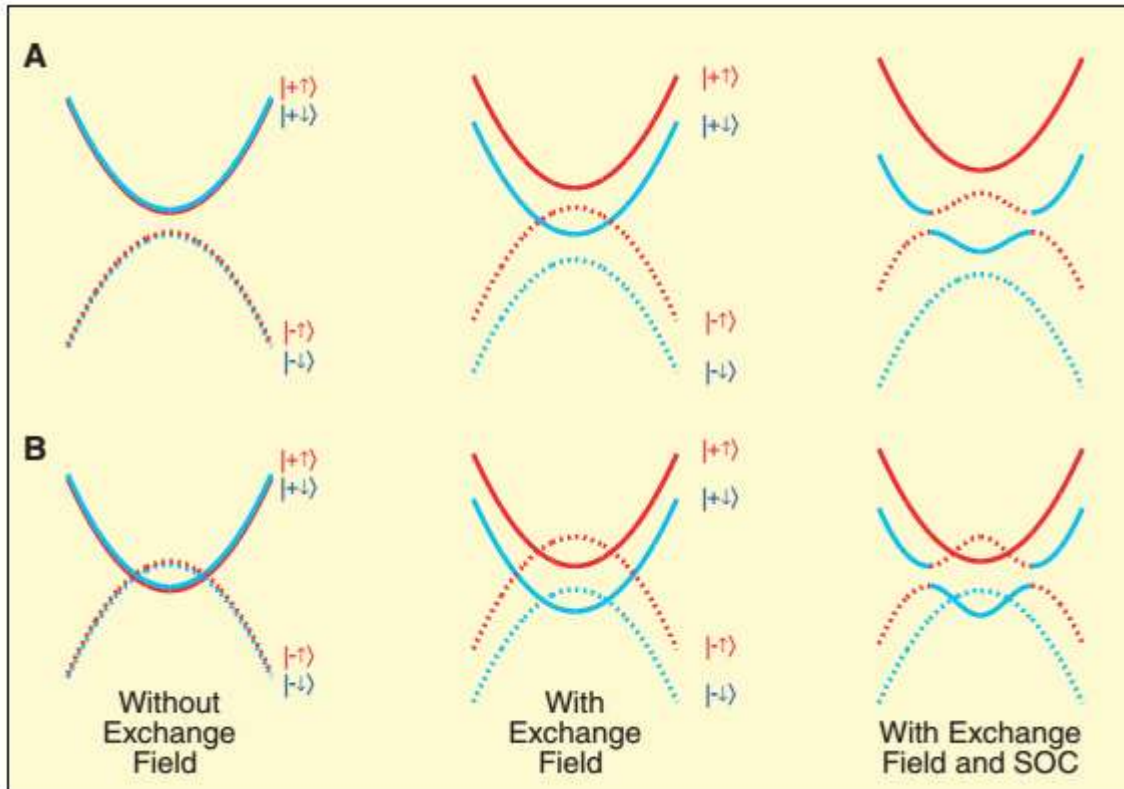 A
|+↑⟩
|+↓⟩
|-↑⟩
|-↓⟩
|+↑⟩
|+↓⟩
|-↑⟩
|-↓⟩
B
|+↑⟩
|+↓⟩
|-↑⟩
|-↓⟩
Without
Exchange
Field
|+↑⟩
|+↓⟩
|-↑⟩
|-↓⟩
With
Exchange
Field
With Exchange
Field and SOC